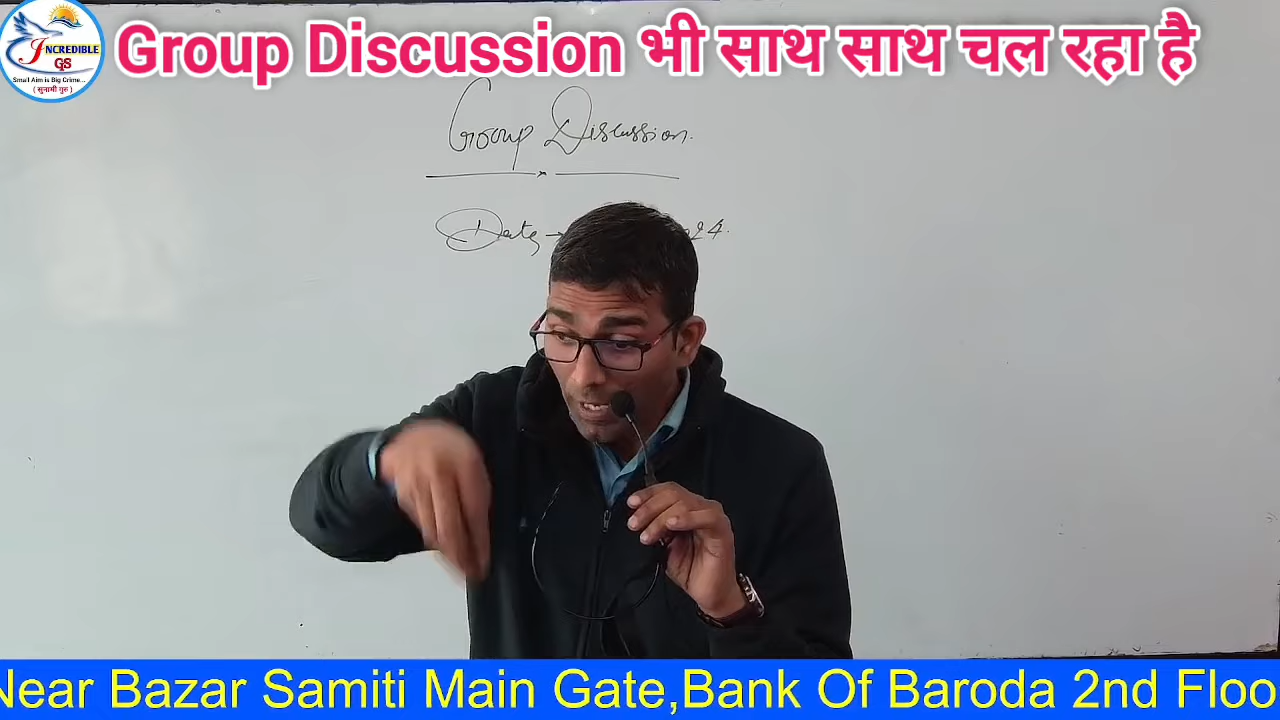 INCREDIBLE
GS
Small Aim is Big Crime...
( सुनामी गुरु )
Group Discussion भी साथ साथ चल रहा है
Group Discussion.
Date → 24.
Near Bazar Samiti Main Gate,Bank Of Baroda 2nd Floo